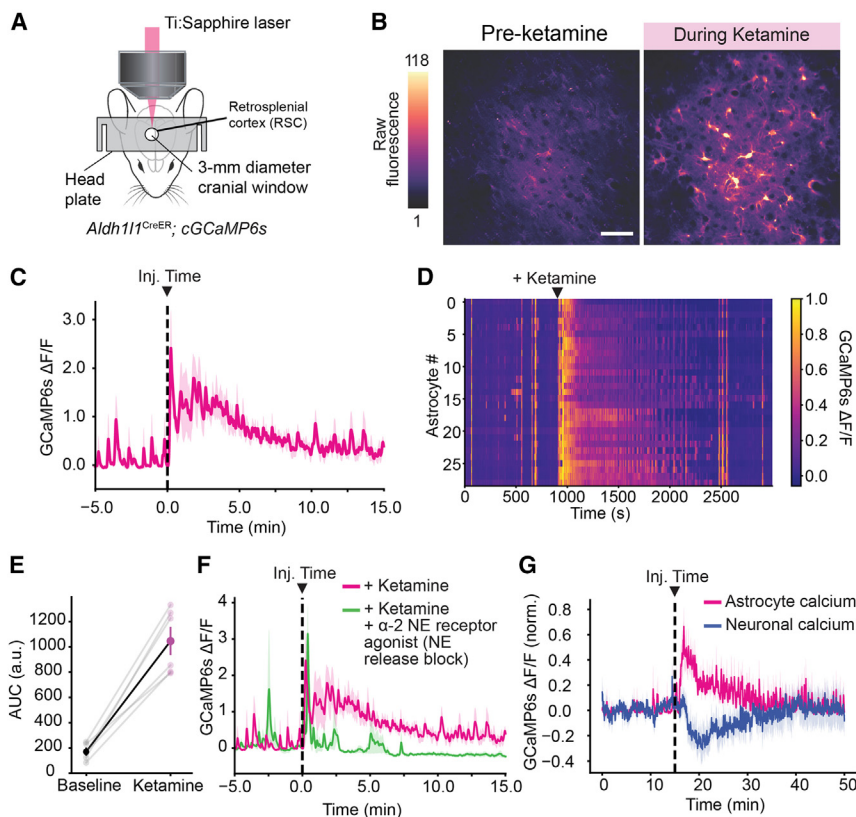 A
Ti:Sapphire laser
Retrosplenial
cortex (RSC)
3-mm diameter
cranial window
Head
plate
Aldh1l1CreER; cGCaMP6s
B
Pre-ketamine
During Ketamine
118
Raw
fluorescence
1
C
Inj. Time
GCaMP6s ΔF/F
3.0
2.0
1.0
0.0
-5.0 0.0 5.0 10.0 15.0
Time (min)
D
+ Ketamine
Astrocyte #
0
5
10
15
20
25
0 500 1000 1500 2000 2500
Time (s)
1.0
0.8
0.6
0.4
0.2
0.0
GCaMP6s ΔF/F
E
AUC (a.u.)
1200
1000
800
600
400
200
0
Baseline Ketamine
F
Inj. Time
+ Ketamine
+ Ketamine
+ α-2 NE receptor
agonist (NE
release block)
GCaMP6s ΔF/F
4
3
2
1
0
-5.0 0.0 5.0 10.0 15.0
Time (min)
G
Inj. Time
Astrocyte calcium
Neuronal calcium
GCaMP6s ΔF/F (norm.)
0.8
0.6
0.4
0.2
0.0
-0.2
-0.4
0 10 20 30 40 50
Time (min)